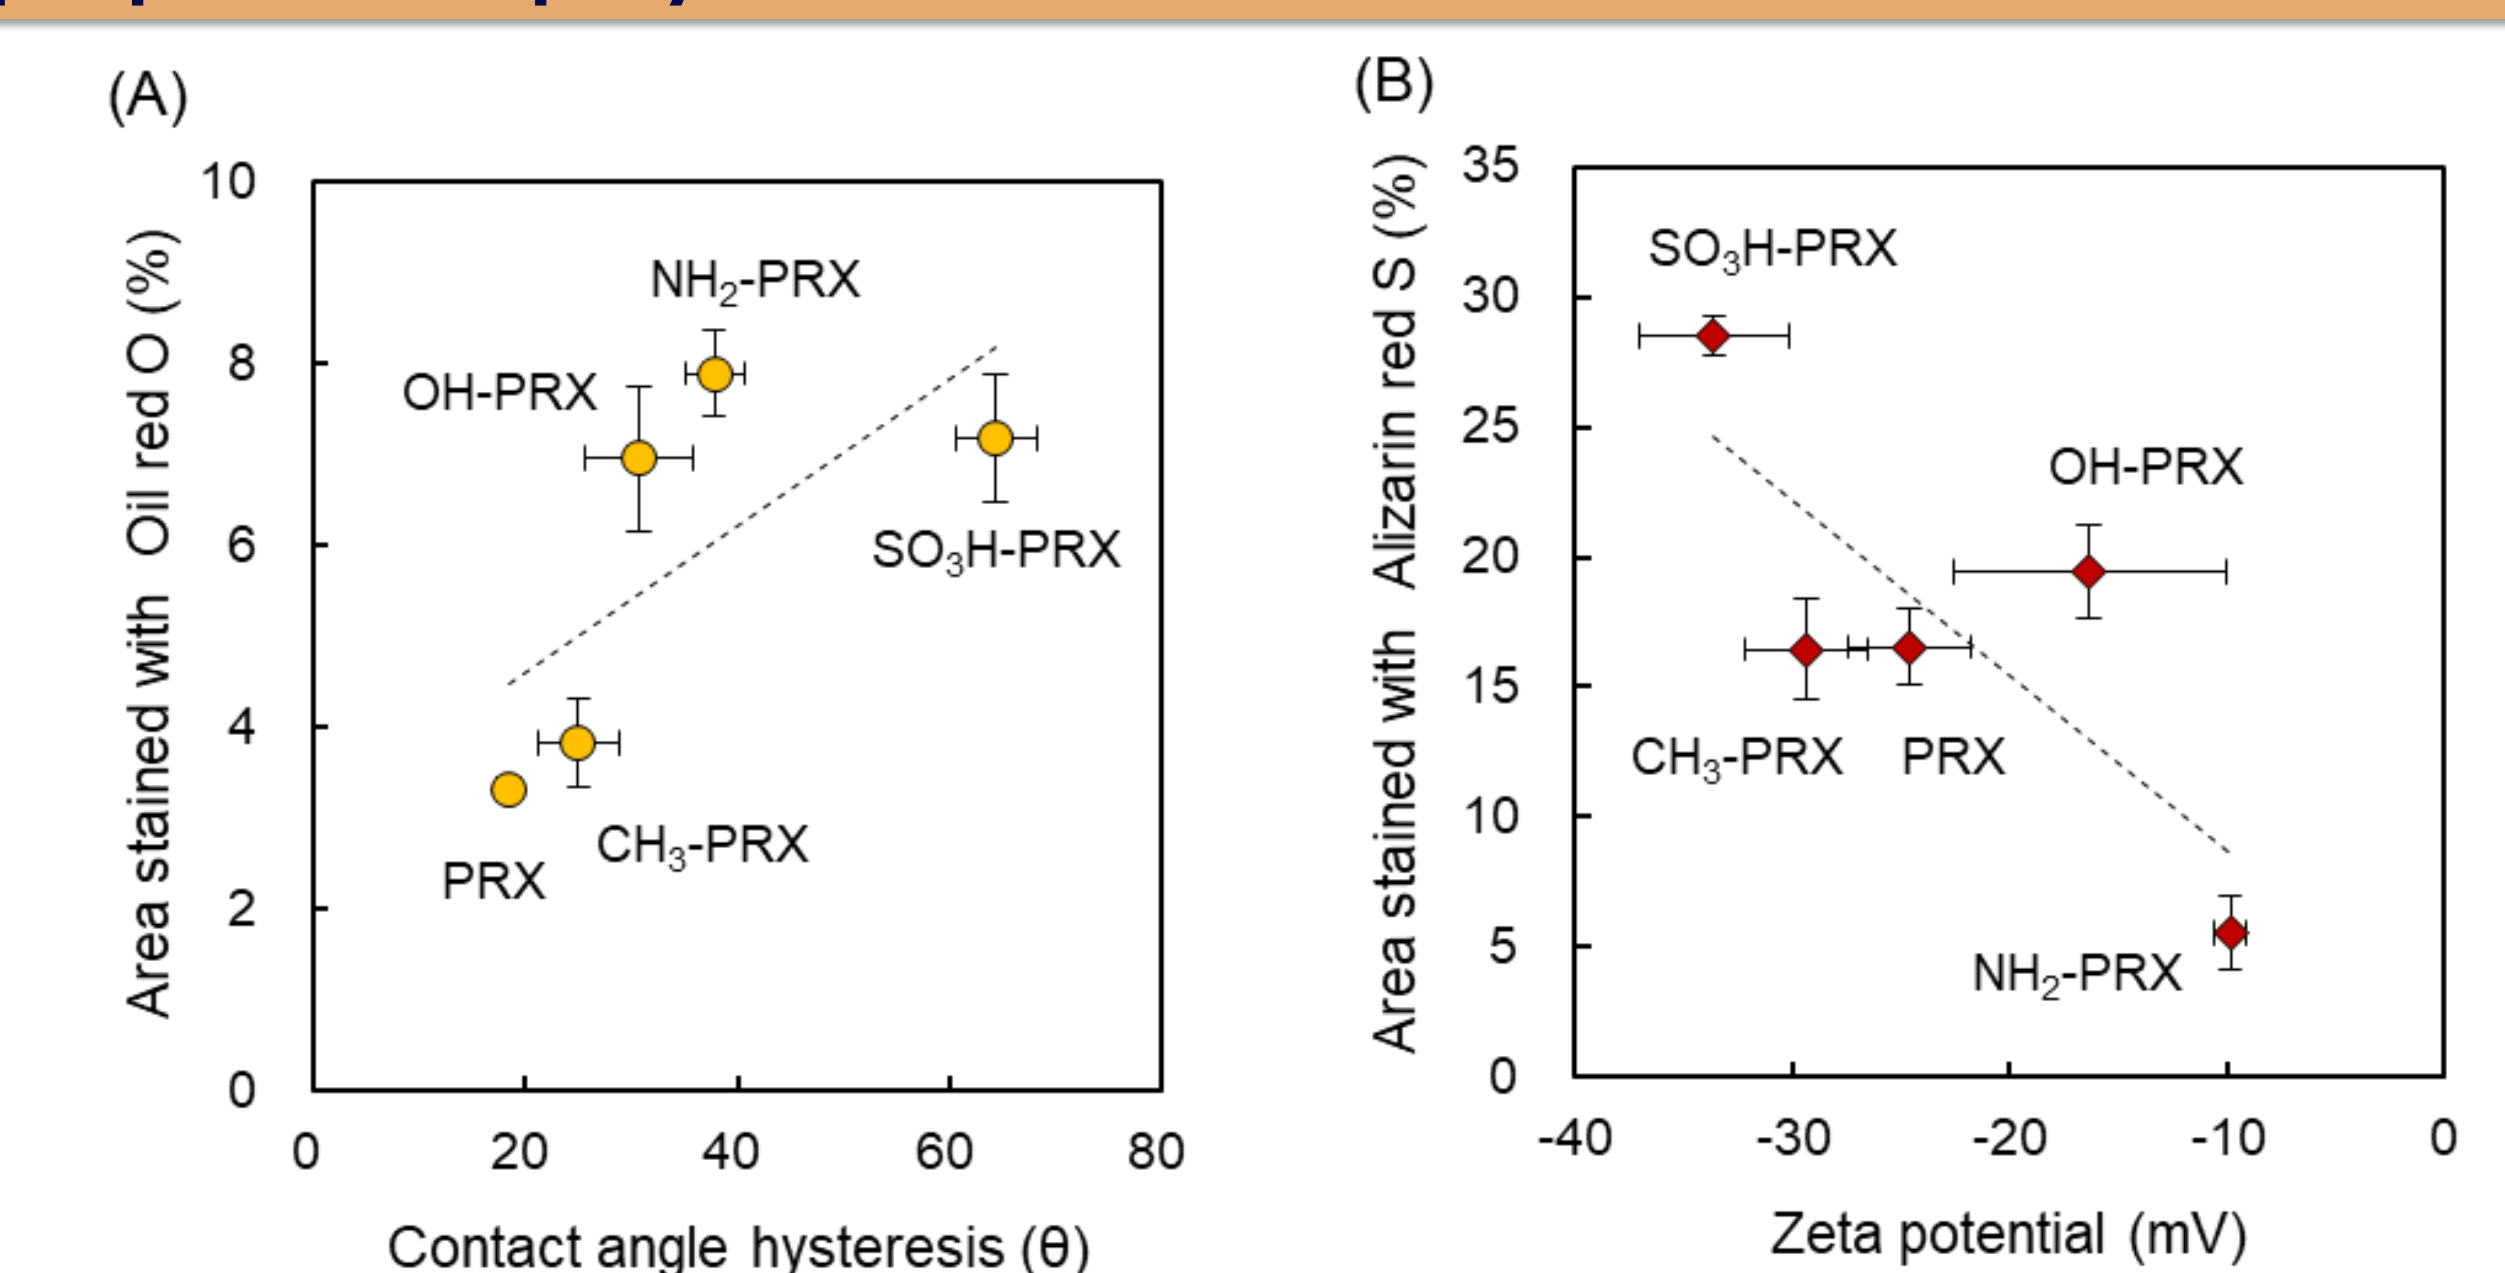 (A)
10
8
6
4
2
0
0 20 40 60 80
Area stained with Oil red O (%)
Contact angle hysteresis (θ)
NH₂-PRX
OH-PRX
SO₃H-PRX
CH₃-PRX
PRX
(B)
35
30
25
20
15
10
5
0
-40 -30 -20 -10 0
Area stained with Alizarin red S (%)
Zeta potential (mV)
SO₃H-PRX
OH-PRX
CH₃-PRX PRX
NH₂-PRX